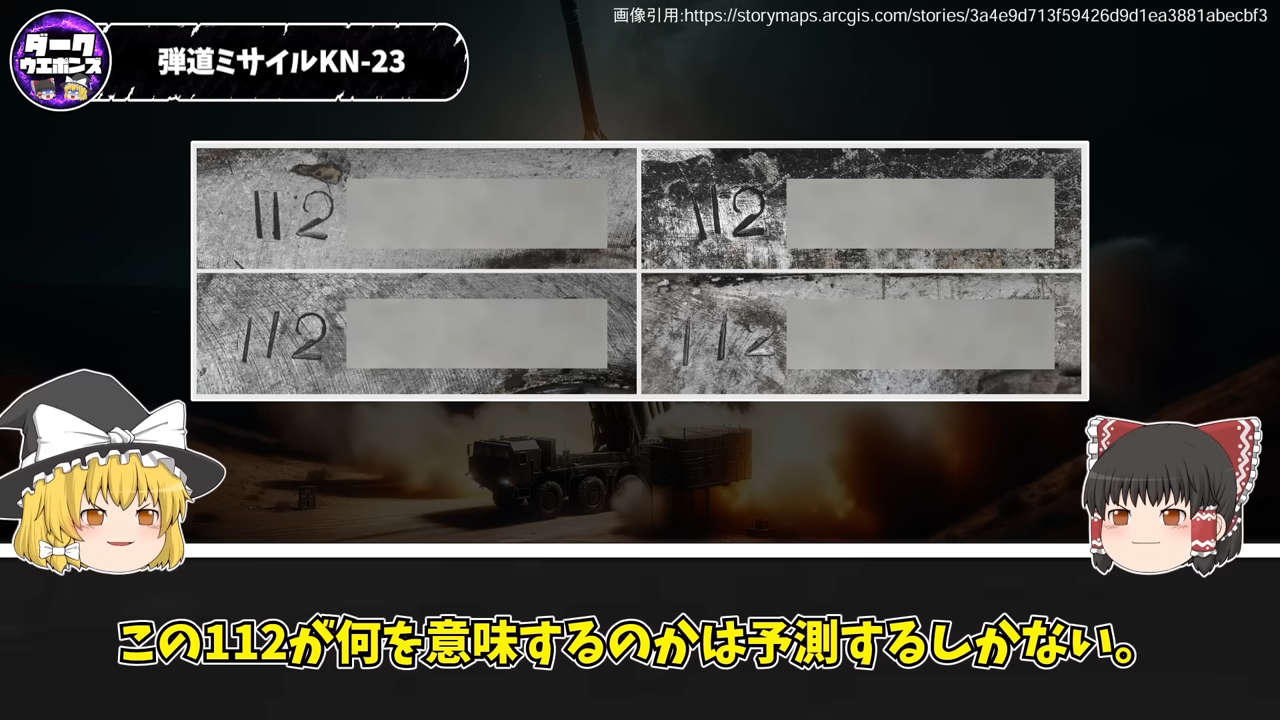 画像引用:https://storymaps.arcgis.com/stories/3a4e9d713f59426d9d1ea3881abecbf3
ダーク
ウエポンズ
弾道ミサイルKN-23
112
112
112
112
この112が何を意味するのかは予測するしかない。